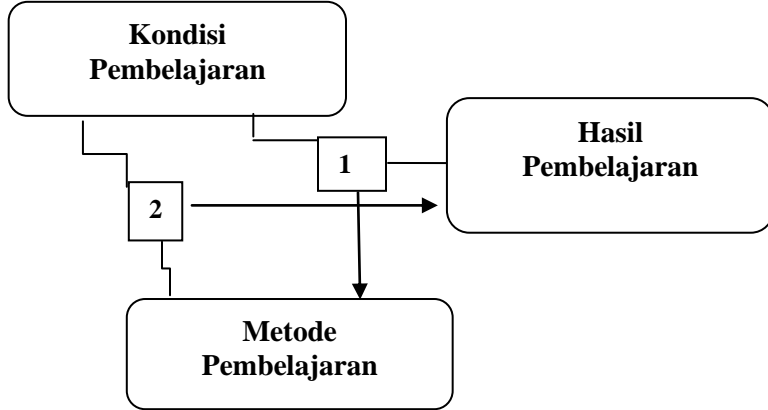 Kondisi
Pembelajaran
Hasil
Pembelajaran
1
2
Metode
Pembelajaran